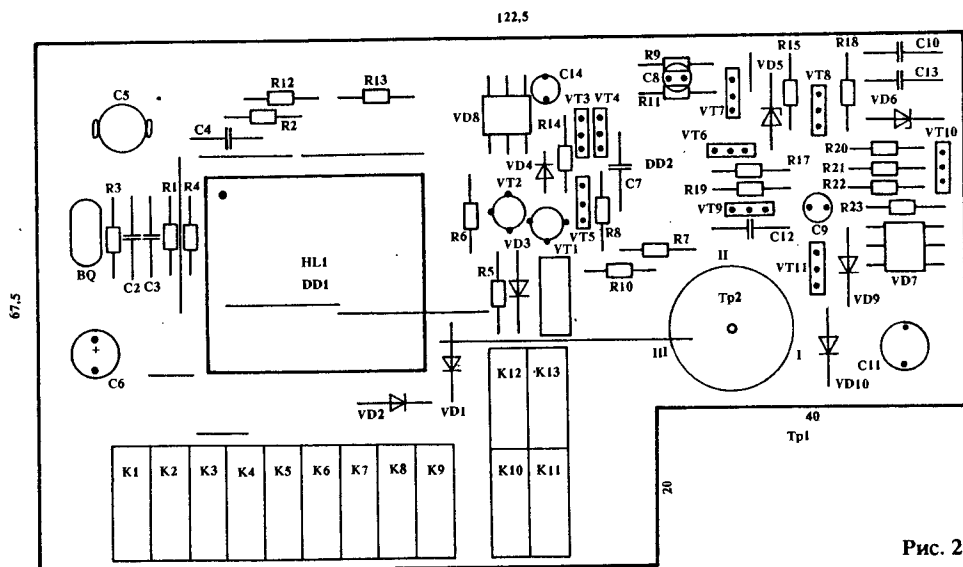 122,5
67,5
C5
R12
R13
R2
C4
C14
VD8
VT3
VT4
R14
VD4
C7
DD2
R9
C8
R11
VT7
VD5
R15
VT8
R18
C10
C13
VD6
VT10
VT6
R17
R19
VT9
C12
R20
R21
R22
R23
C9
VT11
VD9
VD7
VD10
C11
R3
R1
R4
BQ
C2
C3
HL1
DD1
R6
VT2
VD3
VT1
VT5
R8
R7
R10
R5
II
Тр2
III
I
+
C6
VD2
VD1
K12
K13
K1
K2
K3
K4
K5
K6
K7
K8
K9
K10
K11
40
20
Тр1
Рис. 2